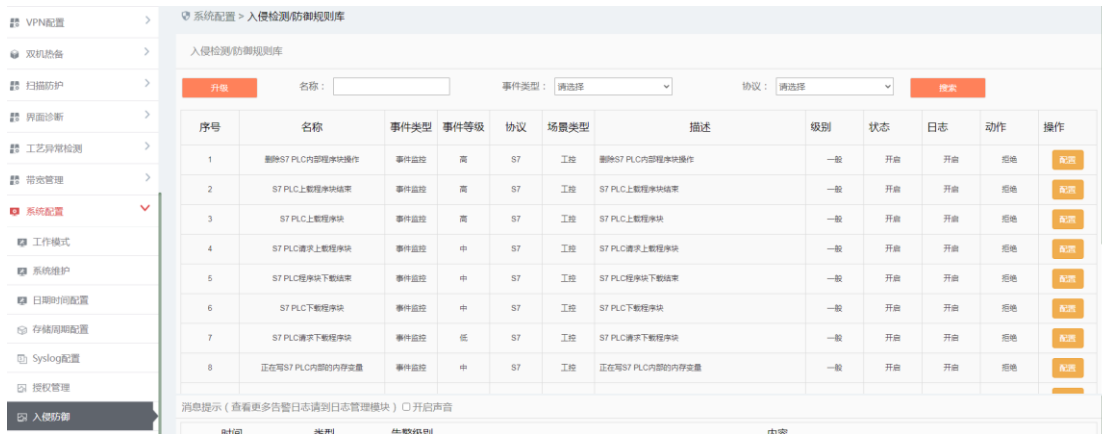 VPN配置
双机热备
扫描防护
界面诊断
工艺异常检测
带宽管理
系统配置
工作模式
系统维护
日期时间配置
存储周期配置
Syslog配置
授权管理
入侵防御
系统配置 > 入侵检测/防御规则库
入侵检测/防御规则库
升级 名称： 事件类型： 请选择 协议： 请选择 搜索
序号 名称 事件类型 事件等级 协议 场景类型 描述 级别 状态 日志 动作 操作
1 删除S7 PLC内部程序块操作 事件监控 高 S7 工控 删除S7 PLC内部程序块操作 一般 开启 开启 拒绝 配置
2 S7 PLC上载程序块结束 事件监控 高 S7 工控 S7 PLC上载程序块结束 一般 开启 开启 拒绝 配置
3 S7 PLC上载程序块 事件监控 高 S7 工控 S7 PLC上载程序块 一般 开启 开启 拒绝 配置
4 S7 PLC请求上载程序块 事件监控 中 S7 工控 S7 PLC请求上载程序块 一般 开启 开启 拒绝 配置
5 S7 PLC程序块下载结束 事件监控 中 S7 工控 S7 PLC程序块下载结束 一般 开启 开启 拒绝 配置
6 S7 PLC下载程序块 事件监控 中 S7 工控 S7 PLC下载程序块 一般 开启 开启 拒绝 配置
7 S7 PLC请求下载程序块 事件监控 低 S7 工控 S7 PLC请求下载程序块 一般 开启 开启 拒绝 配置
8 正在写S7 PLC内部的内存变量 事件监控 中 S7 工控 正在写S7 PLC内部的内存变量 一般 开启 开启 拒绝 配置
消息提示（查看更多告警日志请到日志管理模块）开启声音
时间 类型 告警级别 内容